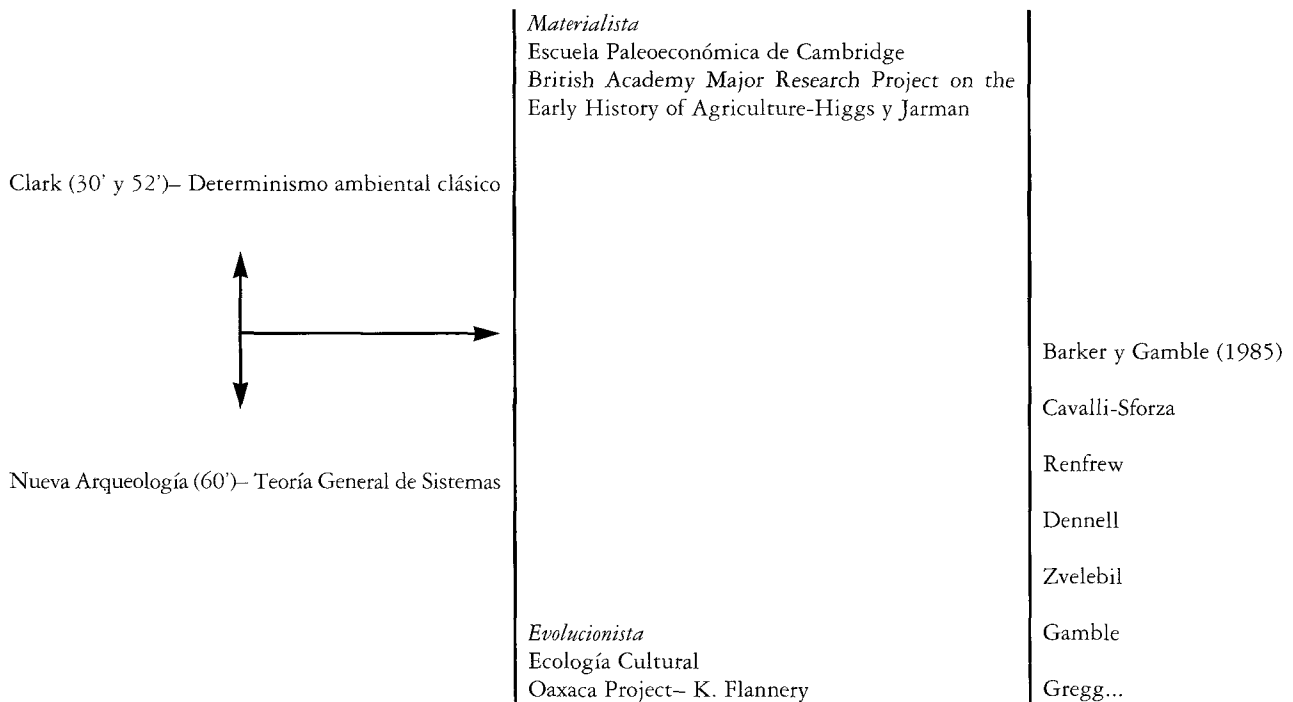 Materialista
Escuela Paleoeconómica de Cambridge
British Academy Major Research Project on the
Early History of Agriculture-Higgs y Jarman
Clark (30' y 52')– Determinismo ambiental clásico
Nueva Arqueología (60')– Teoría General de Sistemas
Evolucionista
Ecología Cultural
Oaxaca Project– K. Flannery
Barker y Gamble (1985)
Cavalli-Sforza
Renfrew
Dennell
Zvelebil
Gamble
Gregg...